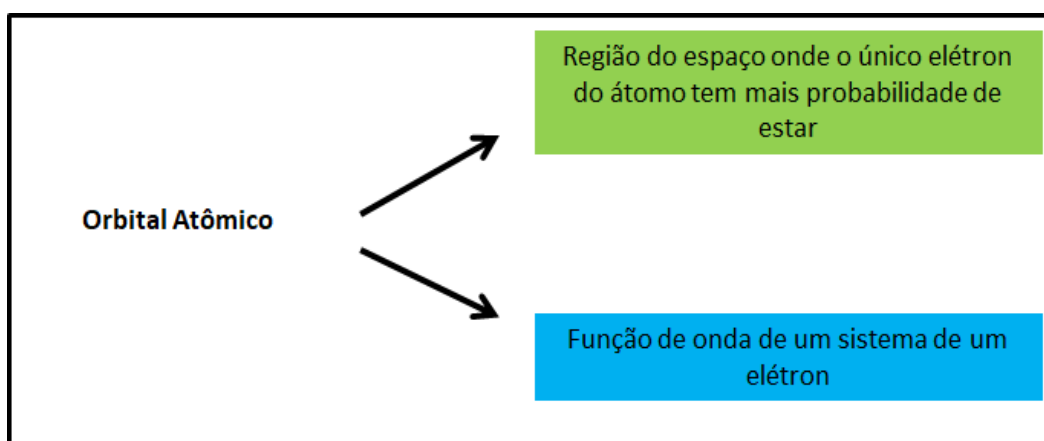 Região do espaço onde o único elétron
do átomo tem mais probabilidade de
estar
Orbital Atômico
Função de onda de um sistema de um
elétron